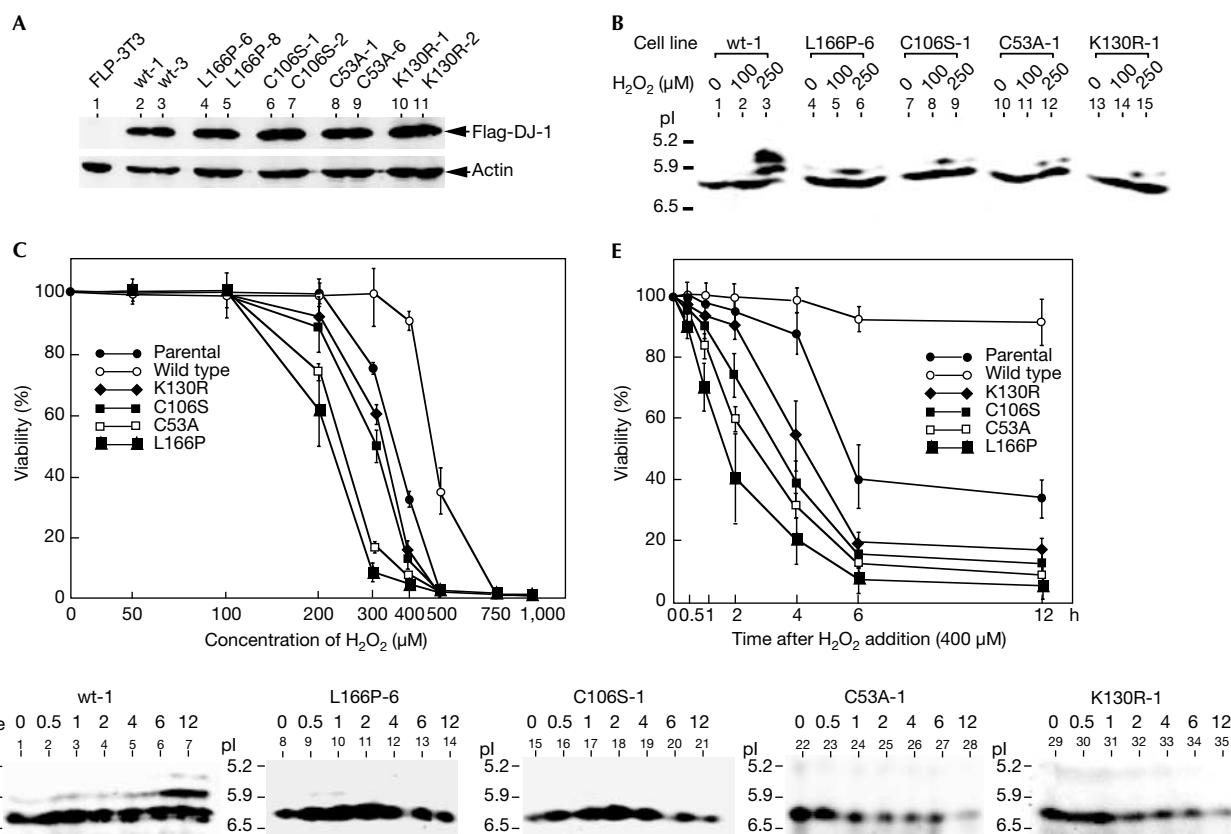 A
FLP-3T3 wt-1 wt-3 L166P-6 L166P-8 C106S-1 C106S-2 C53A-1 C53A-6 K130R-1 K130R-2
1 2 3 4 5 6 7 8 9 10 11
Flag-DJ-1
Actin
B
Cell line wt-1 L166P-6 C106S-1 C53A-1 K130R-1
H2O2 (µM) 0 100 250 0 100 250 0 100 250 0 100 250 0 100 250
1 2 3 4 5 6 7 8 9 10 11 12 13 14 15
pI
5.2
5.9
6.5
C
Viability (%)
100
80
60
40
20
0
Parental
Wild type
K130R
C106S
C53A
L166P
0 50 100 200 300 400 500 750 1,000
Concentration of H2O2 (µM)
E
Viability (%)
100
80
60
40
20
0
Parental
Wild type
K130R
C106S
C53A
L166P
0 0.5 1 2 4 6 12 h
Time after H2O2 addition (400 µM)
wt-1 L166P-6 C106S-1 C53A-1 K130R-1
e 0 0.5 1 2 4 6 12 0 0.5 1 2 4 6 12 0 0.5 1 2 4 6 12 0 0.5 1 2 4 6 12 0 0.5 1 2 4 6 12
1 2 3 4 5 6 7 8 9 10 11 12 13 14 15 16 17 18 19 20 21 22 23 24 25 26 27 28 29 30 31 32 33 34 35
pI pI pI pI
5.2 5.2 5.2 5.2
5.9 5.9 5.9 5.9
6.5 6.5 6.5 6.5